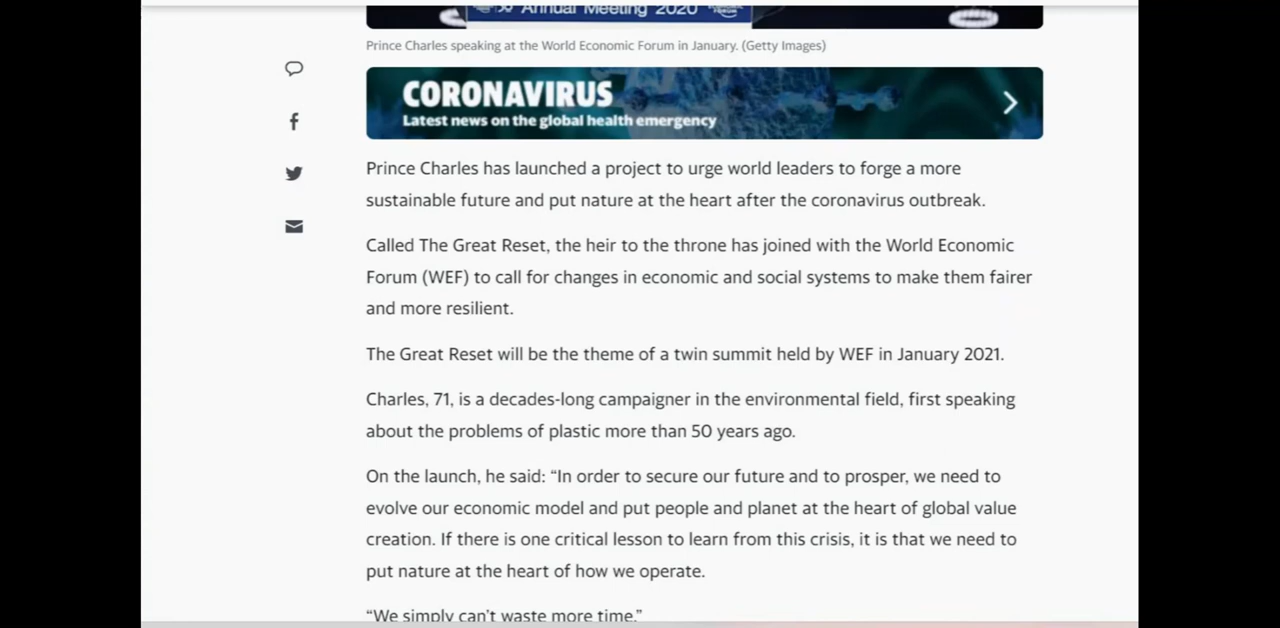 Annual Meeting 2020
Prince Charles speaking at the World Economic Forum in January. (Getty Images)
CORONAVIRUS
Latest news on the global health emergency
Prince Charles has launched a project to urge world leaders to forge a more
sustainable future and put nature at the heart after the coronavirus outbreak.
Called The Great Reset, the heir to the throne has joined with the World Economic
Forum (WEF) to call for changes in economic and social systems to make them fairer
and more resilient.
The Great Reset will be the theme of a twin summit held by WEF in January 2021.
Charles, 71, is a decades-long campaigner in the environmental field, first speaking
about the problems of plastic more than 50 years ago.
On the launch, he said: “In order to secure our future and to prosper, we need to
evolve our economic model and put people and planet at the heart of global value
creation. If there is one critical lesson to learn from this crisis, it is that we need to
put nature at the heart of how we operate.
“We simply can’t waste more time.”